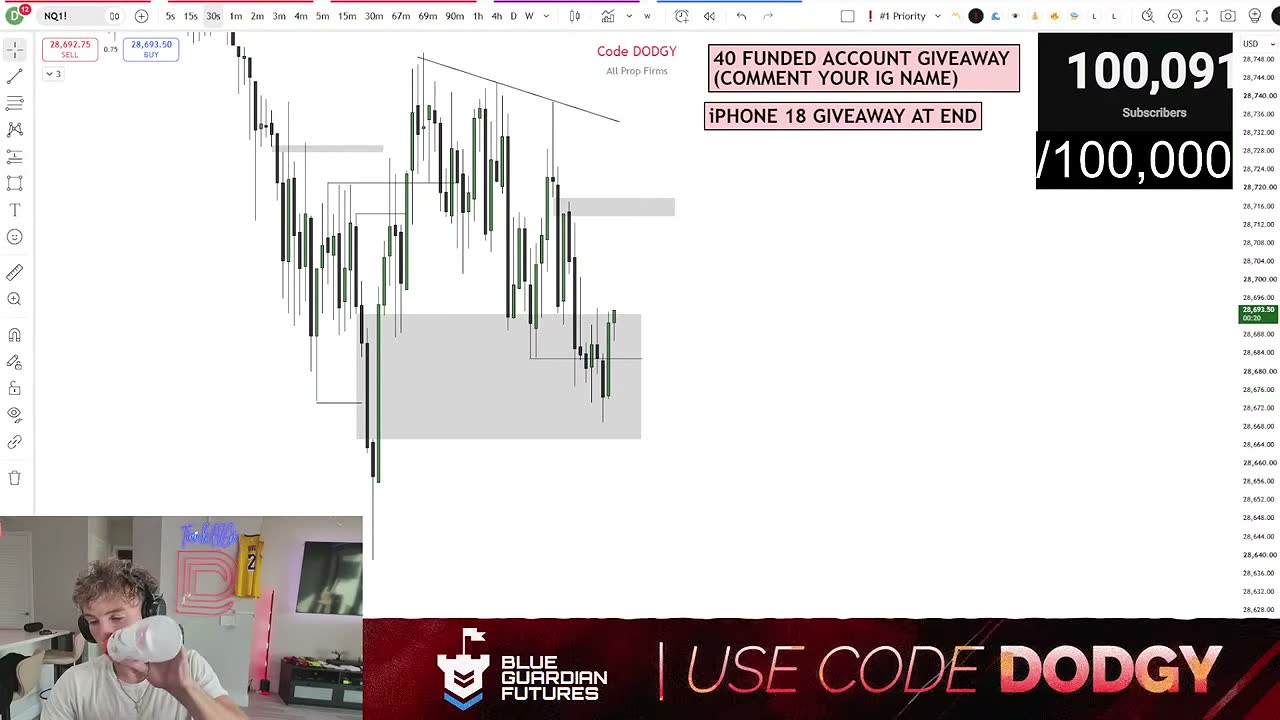 D 12 NQ1! 5s 15s 30s 1m 2m 3m 4m 5m 15m 30m 67m 69m 90m 1h 4h D W #1 Priority L L
28,692.75
SELL
0.75
28,693.50
BUY
3
Code DODGY
All Prop Firms
40 FUNDED ACCOUNT GIVEAWAY
(COMMENT YOUR IG NAME)
iPHONE 18 GIVEAWAY AT END
100,091
Subscribers
/100,000
USD
28,748.00
28,744.00
28,740.00
28,736.00
28,732.00
28,728.00
28,724.00
28,720.00
28,716.00
28,712.00
28,708.00
28,704.00
28,700.00
28,696.00
28,693.50
00:20
28,688.00
28,684.00
28,680.00
28,676.00
28,672.00
28,668.00
28,664.00
28,660.00
28,656.00
28,652.00
28,648.00
28,644.00
28,640.00
28,636.00
28,632.00
28,628.00
D
2
BLUE
GUARDIAN
FUTURES
USE CODE DODGY